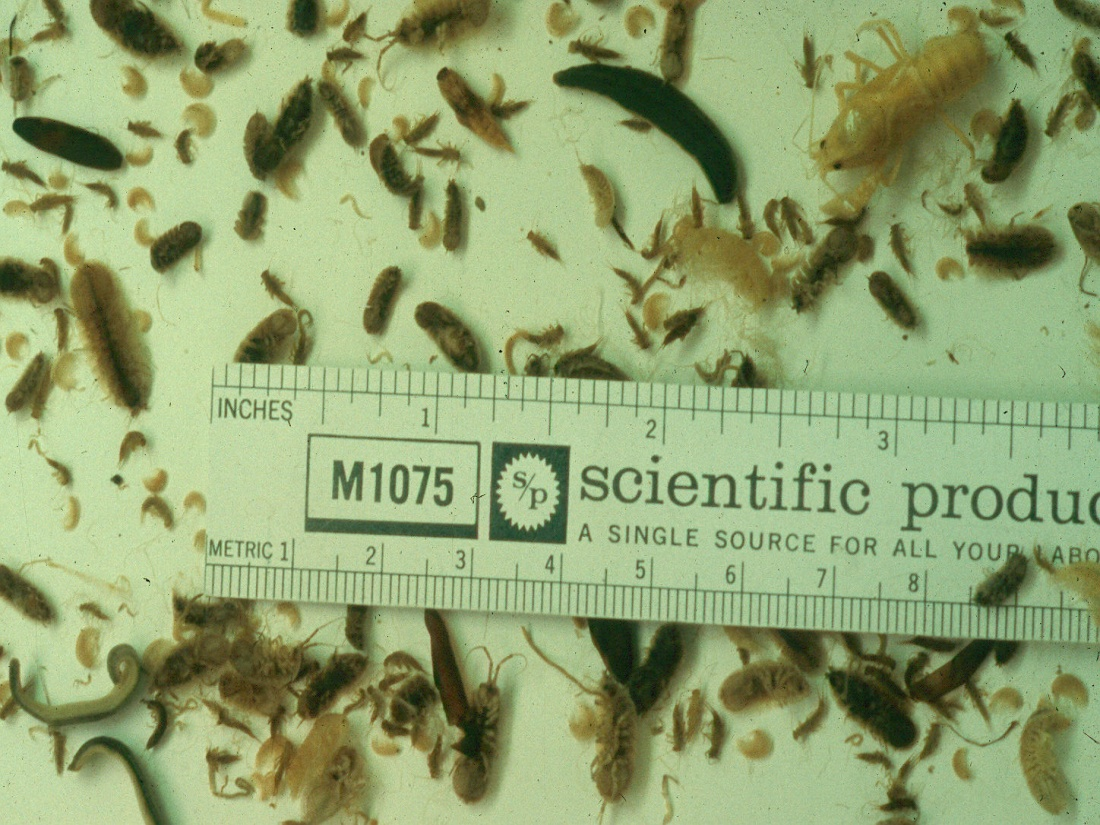 INCHES 1 2 3
M1075
s/p
scientific produc
A SINGLE SOURCE FOR ALL YOUR LABO
METRIC 1 2 3 4 5 6 7 8